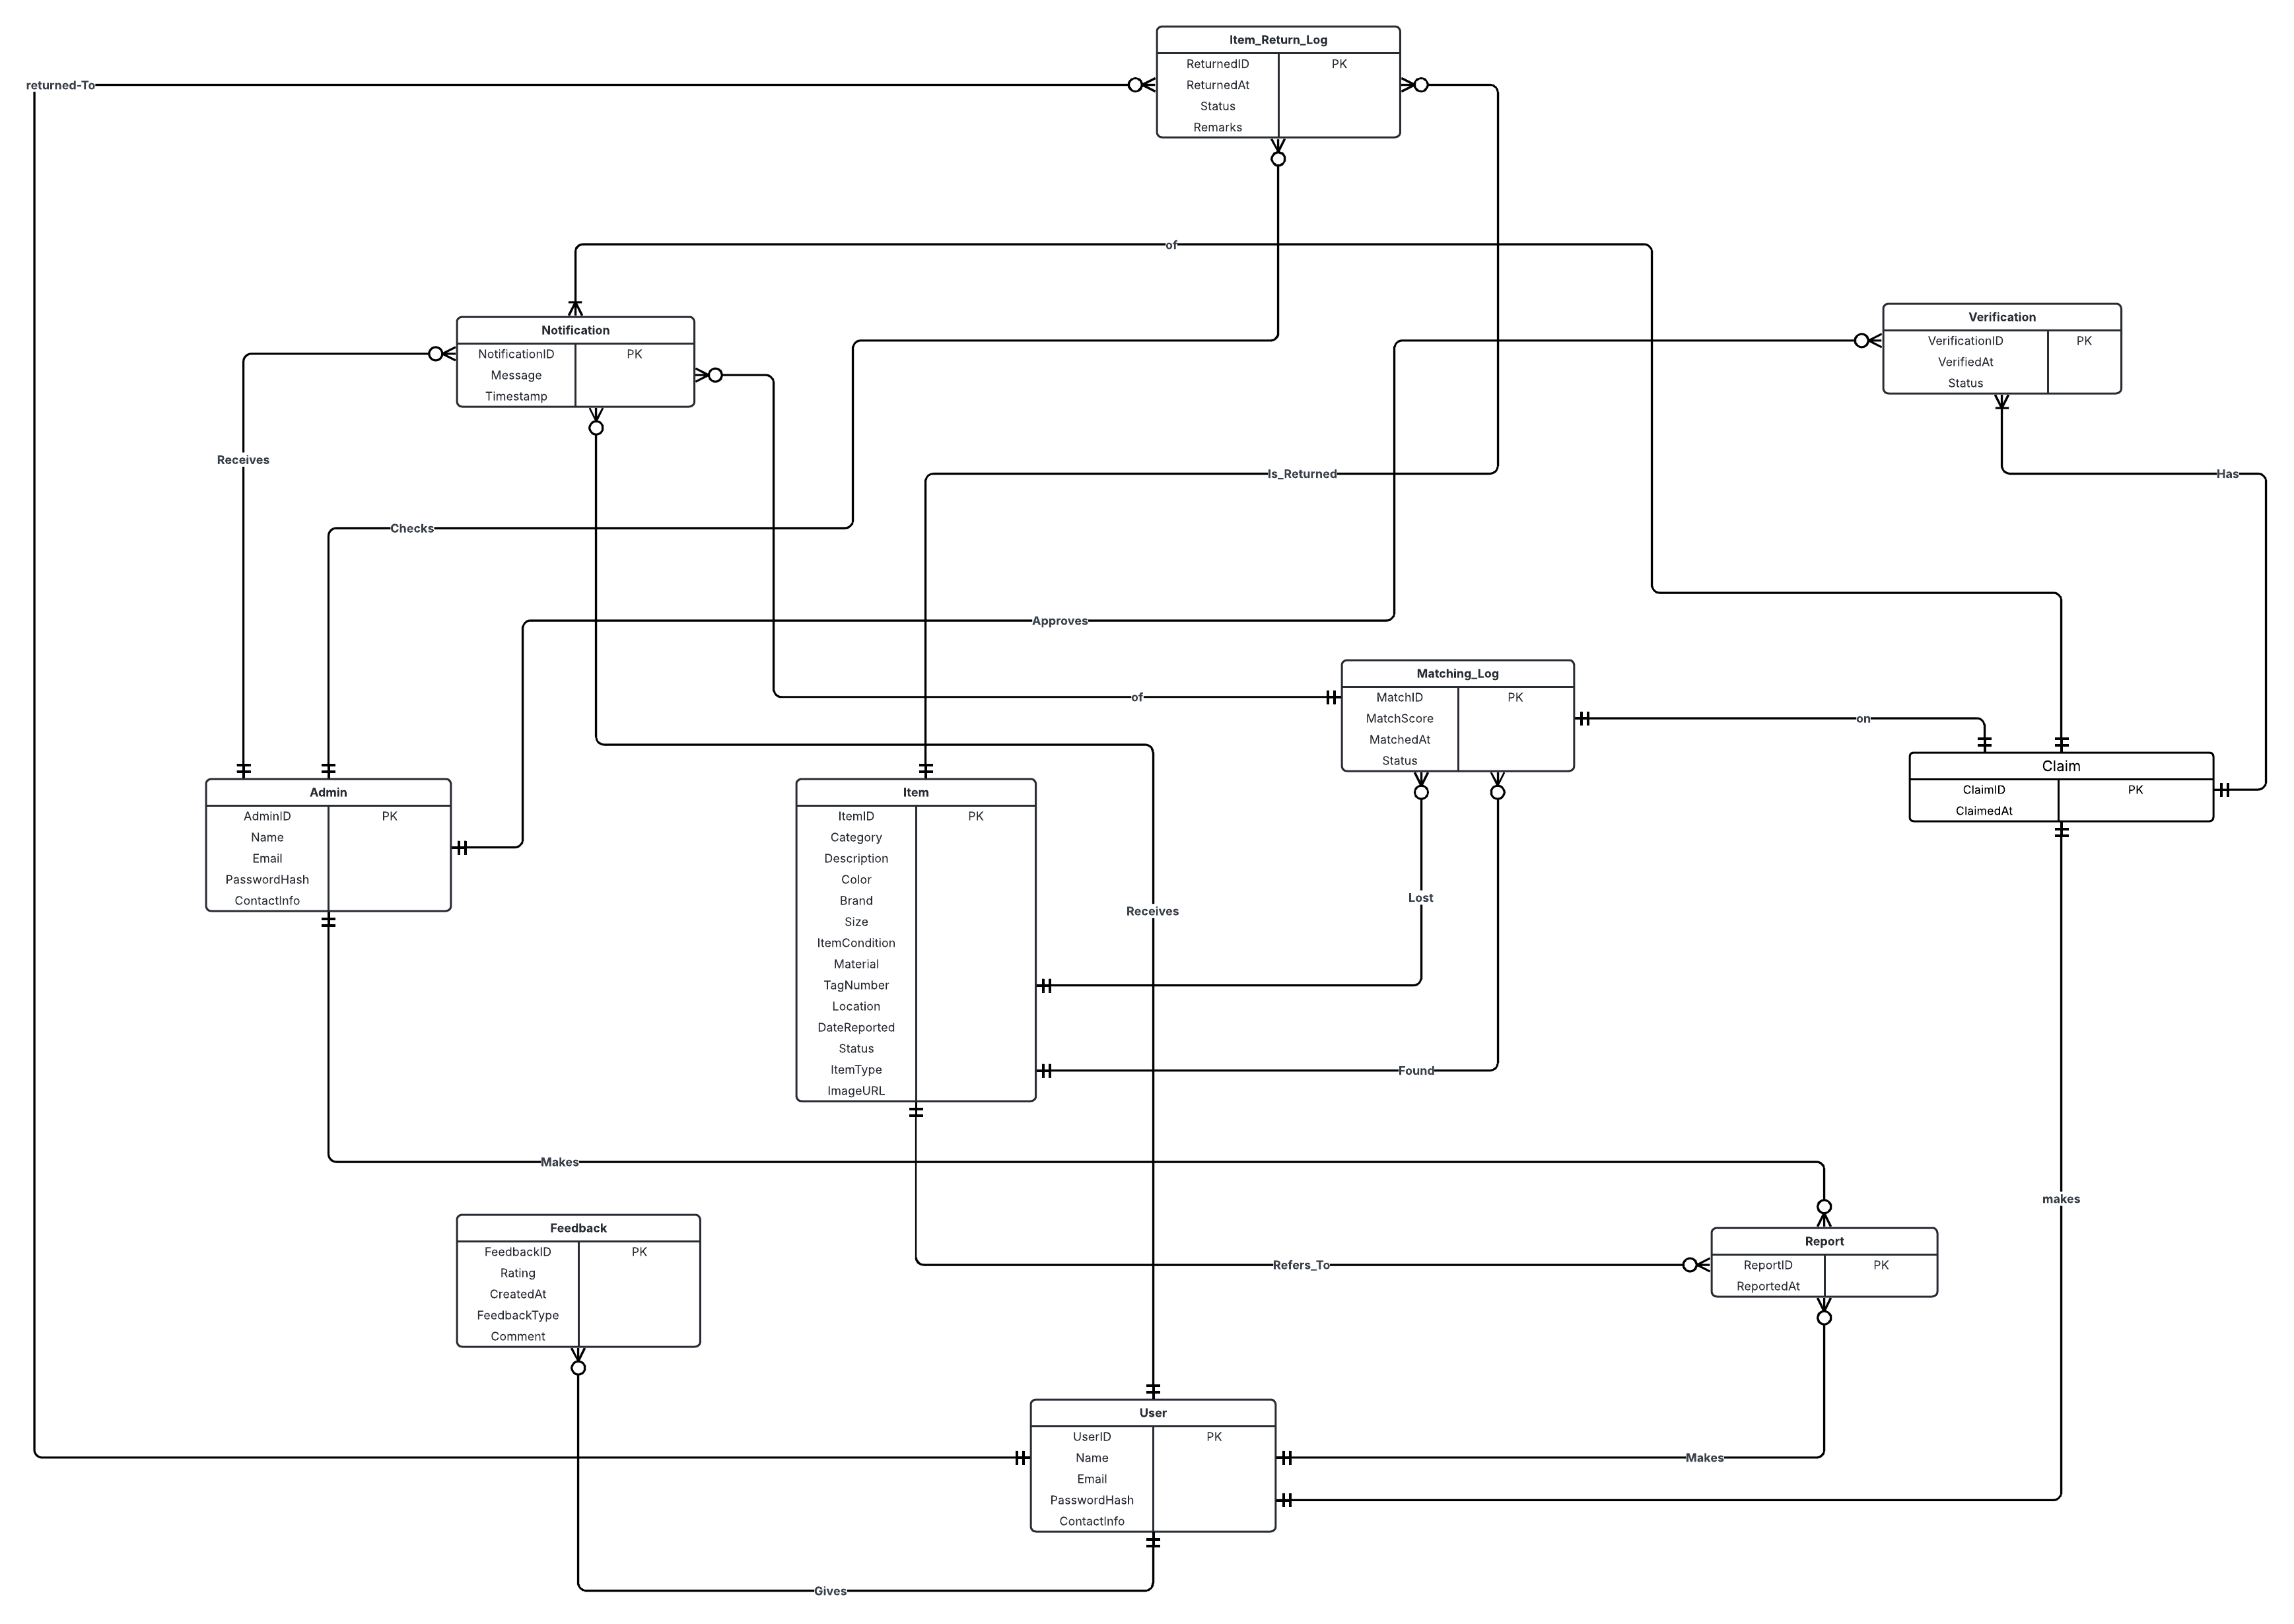 Item_Return_Log
ReturnedID PK
ReturnedAt
Status
Remarks
returned-To
of
Notification
NotificationID PK
Message
Timestamp
Verification
VerificationID PK
VerifiedAt
Status
Receives
Is_Returned
Has
Checks
Approves
Matching_Log
MatchID PK
MatchScore
MatchedAt
Status
of
on
Claim
ClaimID PK
ClaimedAt
Admin
AdminID PK
Name
Email
PasswordHash
ContactInfo
Item
ItemID PK
Category
Description
Color
Brand
Size
ItemCondition
Material
TagNumber
Location
DateReported
Status
ItemType
ImageURL
Lost
Receives
Found
Makes
makes
Feedback
FeedbackID PK
Rating
CreatedAt
FeedbackType
Comment
Report
ReportID PK
ReportedAt
Refers_To
User
UserID PK
Name
Email
PasswordHash
ContactInfo
Makes
Gives